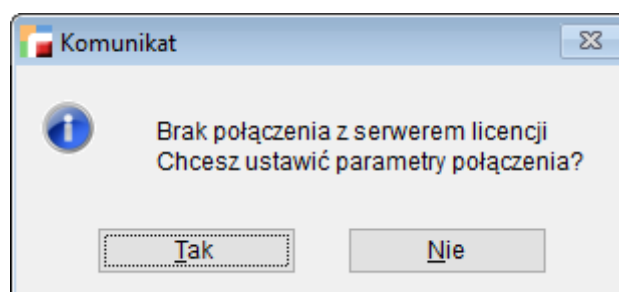 Komunikat
Brak połączenia z serwerem licencji
Chcesz ustawić parametry połączenia?
Tak
Nie